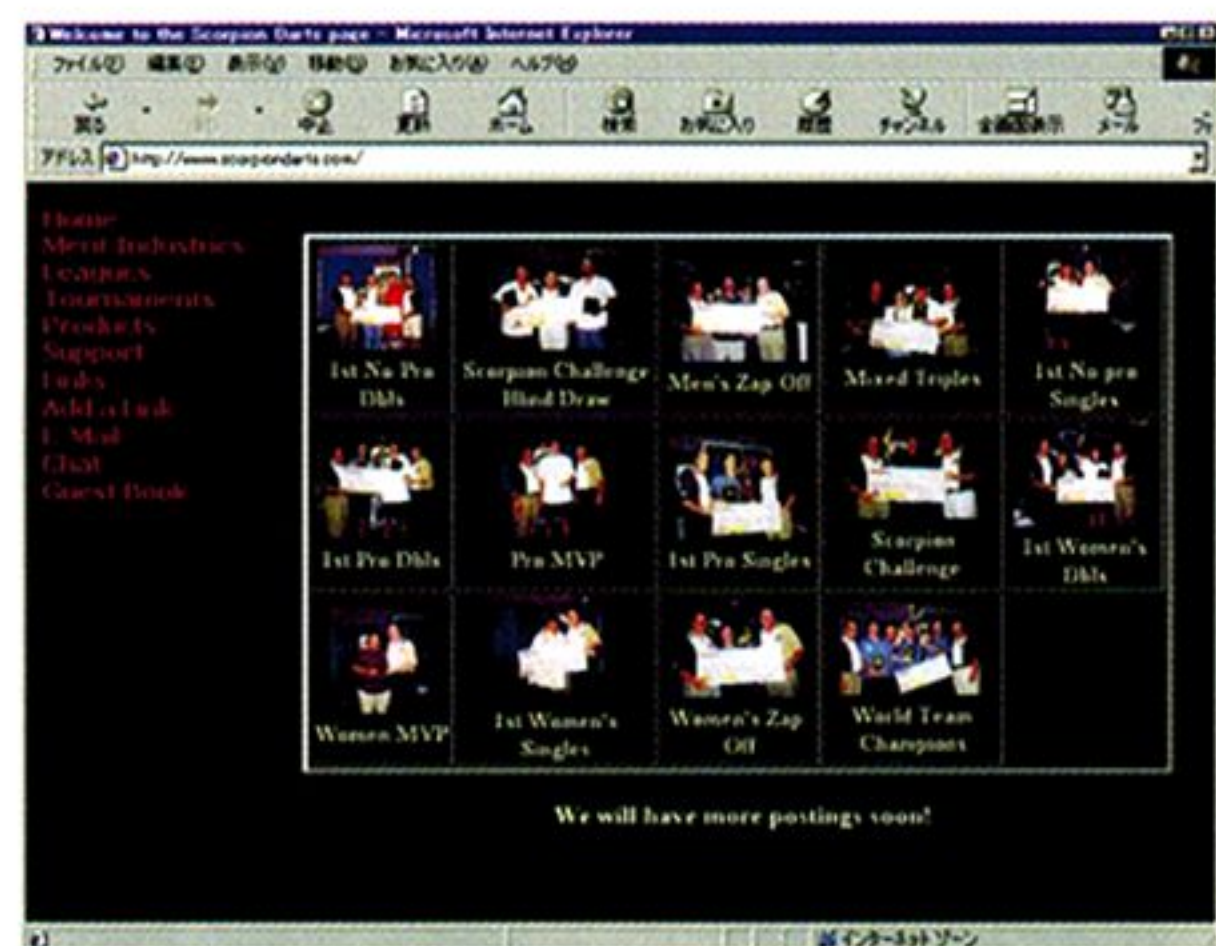 Welcome to the Scorpion Darts page - Microsoft Internet Explorer
ファイル(F) 編集(E) 表示(V) 移動(G) お気に入り(A) ヘルプ(H)
戻る 中止 更新 ホーム 検索 お気に入り 履歴 チャンネル 全画面表示 メール
アドレス http://www.scorpiondarts.com/
Home
Merit Industries
Leagues
Tournaments
Products
Support
Links
Add a Link
E-Mail
Chat
Guest Book
1st No Pro Dbls
Scorpion Challenge Blind Draw
Men's Zap Off
Mixed Triples
1st No pro Singles
1st Pro Dbls
Pro MVP
1st Pro Singles
Scorpion Challenge
1st Women's Dbls
Women MVP
1st Women's Singles
Women's Zap Off
World Team Champions
We will have more postings soon!
インターネット ゾーン